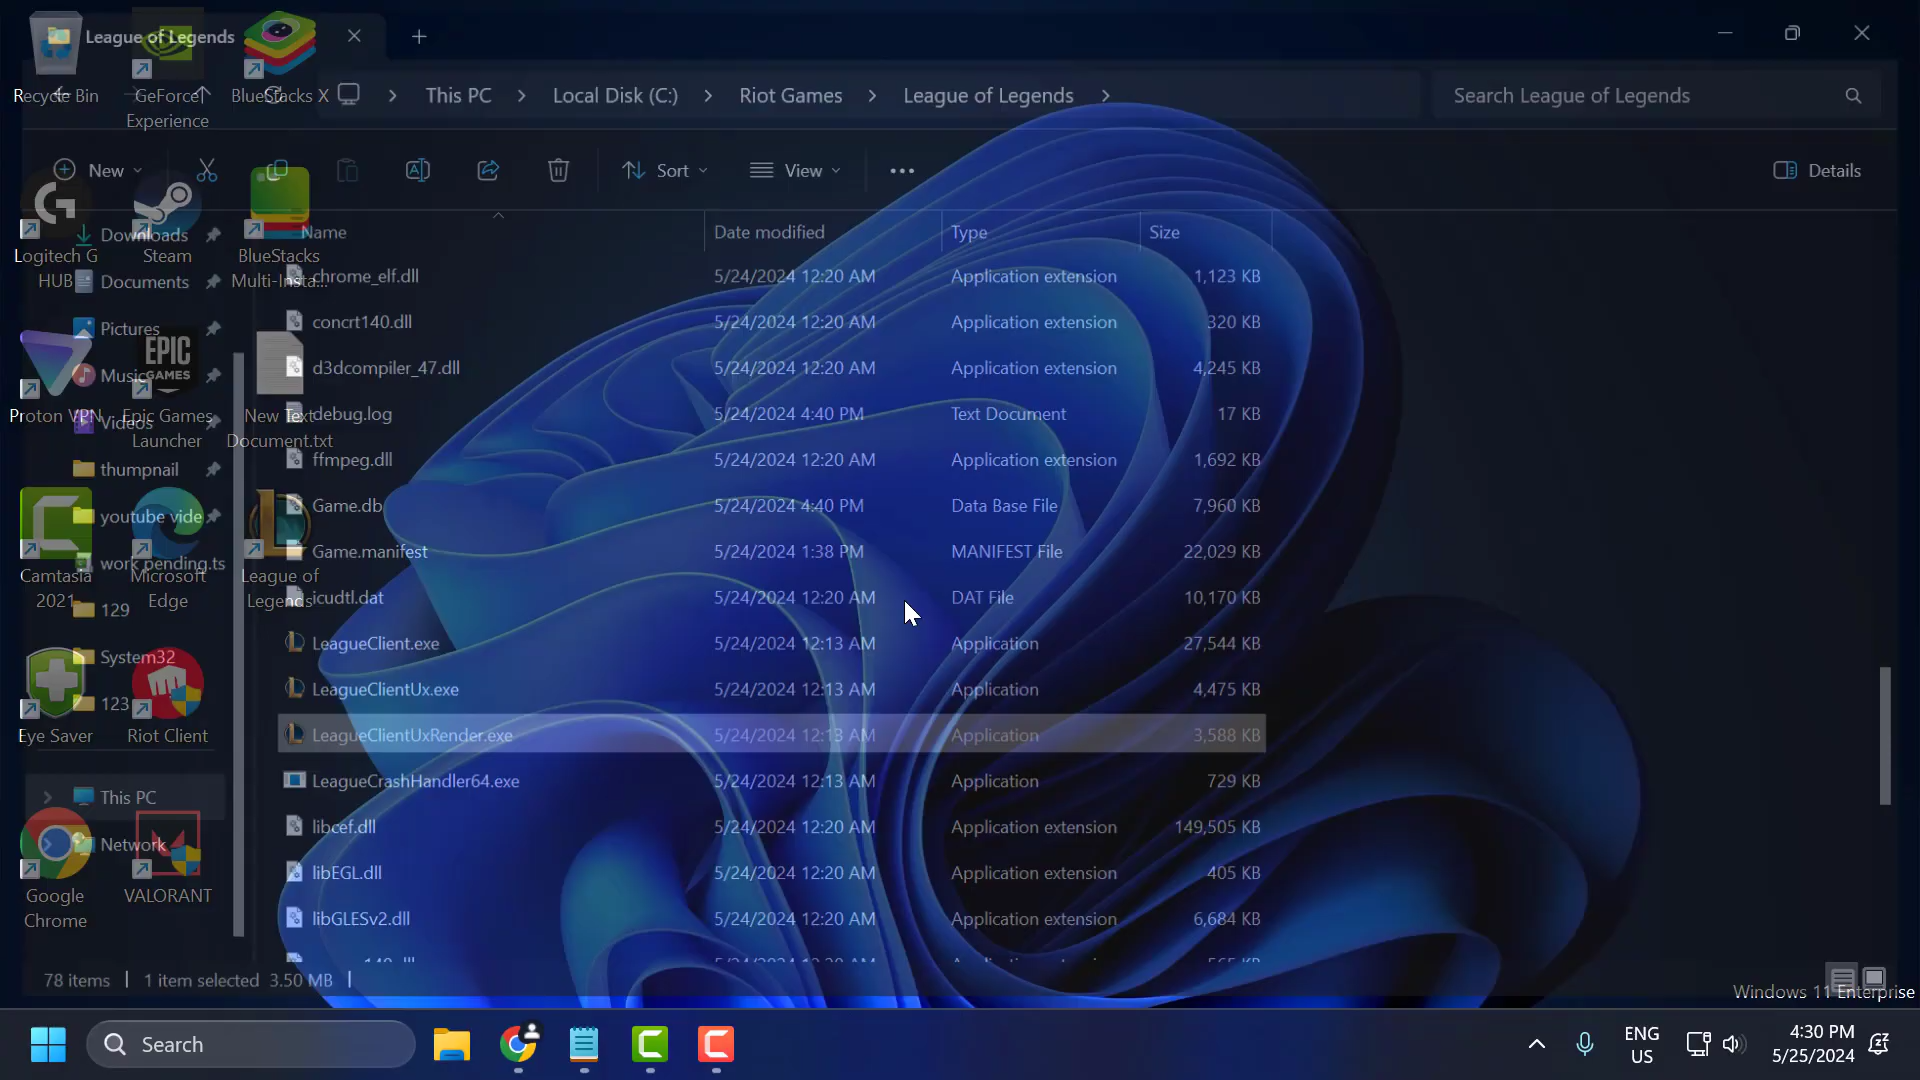 League of Legends
This PC
Local Disk (C:)
Riot Games
League of Legends
Search League of Legends
Recycle Bin
GeForce
Experience
BlueStacks X
New
Sort
View
Details
Logitech G
HUB
Steam
BlueStacks
Multi-Insta...
Downloads
Documents
Pictures
Music
Videos
thumpnail
youtube vide
work pending.ts
129
System32
123
This PC
Network
Proton VPN
EPIC
GAMES
Epic Games
Launcher
New Text
Document.txt
Camtasia
2021
Microsoft
Edge
League of
Legends
Eye Saver
Riot Client
Google
Chrome
VALORANT
Name Date modified Type Size
chrome_elf.dll 5/24/2024 12:20 AM Application extension 1,123 KB
concrt140.dll 5/24/2024 12:20 AM Application extension 320 KB
d3dcompiler_47.dll 5/24/2024 12:20 AM Application extension 4,245 KB
debug.log 5/24/2024 4:40 PM Text Document 17 KB
ffmpeg.dll 5/24/2024 12:20 AM Application extension 1,692 KB
Game.db 5/24/2024 4:40 PM Data Base File 7,960 KB
Game.manifest 5/24/2024 1:38 PM MANIFEST File 22,029 KB
icudtl.dat 5/24/2024 12:20 AM DAT File 10,170 KB
LeagueClient.exe 5/24/2024 12:13 AM Application 27,544 KB
LeagueClientUx.exe 5/24/2024 12:13 AM Application 4,475 KB
LeagueClientUxRender.exe 5/24/2024 12:13 AM Application 3,588 KB
LeagueCrashHandler64.exe 5/24/2024 12:13 AM Application 729 KB
libcef.dll 5/24/2024 12:20 AM Application extension 149,505 KB
libEGL.dll 5/24/2024 12:20 AM Application extension 405 KB
libGLESv2.dll 5/24/2024 12:20 AM Application extension 6,684 KB
78 items
1 item selected 3.50 MB
Windows 11 Enterprise
Search
ENG
US
4:30 PM
5/25/2024